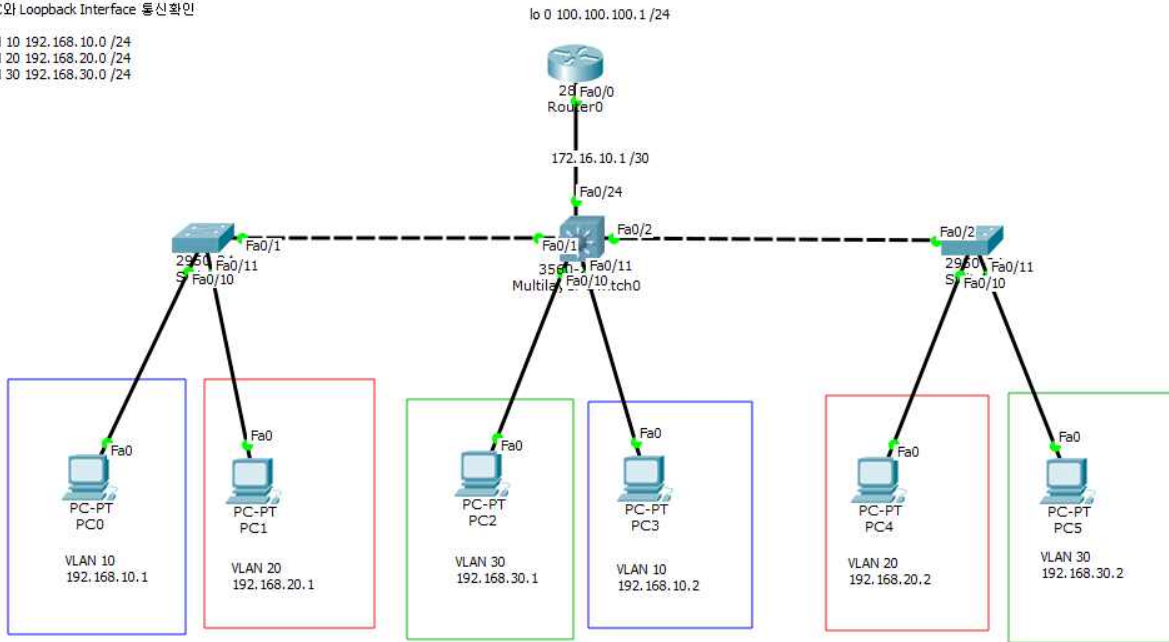 와 Loopback Interface 통신확인
10 192.168.10.0 /24
20 192.168.20.0 /24
30 192.168.30.0 /24
lo 0 100.100.100.1 /24
Fa0/0
Router0
172.16.10.1 /30
Fa0/24
Fa0/1
Fa0/11
Fa0/10
Fa0/1
Fa0/2
Fa0/11
Fa0/10
Fa0/2
Fa0/11
Fa0/10
Fa0
PC-PT
PC0
VLAN 10
192.168.10.1
Fa0
PC-PT
PC1
VLAN 20
192.168.20.1
Fa0
PC-PT
PC2
VLAN 30
192.168.30.1
Fa0
PC-PT
PC3
VLAN 10
192.168.10.2
Fa0
PC-PT
PC4
VLAN 20
192.168.20.2
Fa0
PC-PT
PC5
VLAN 30
192.168.30.2